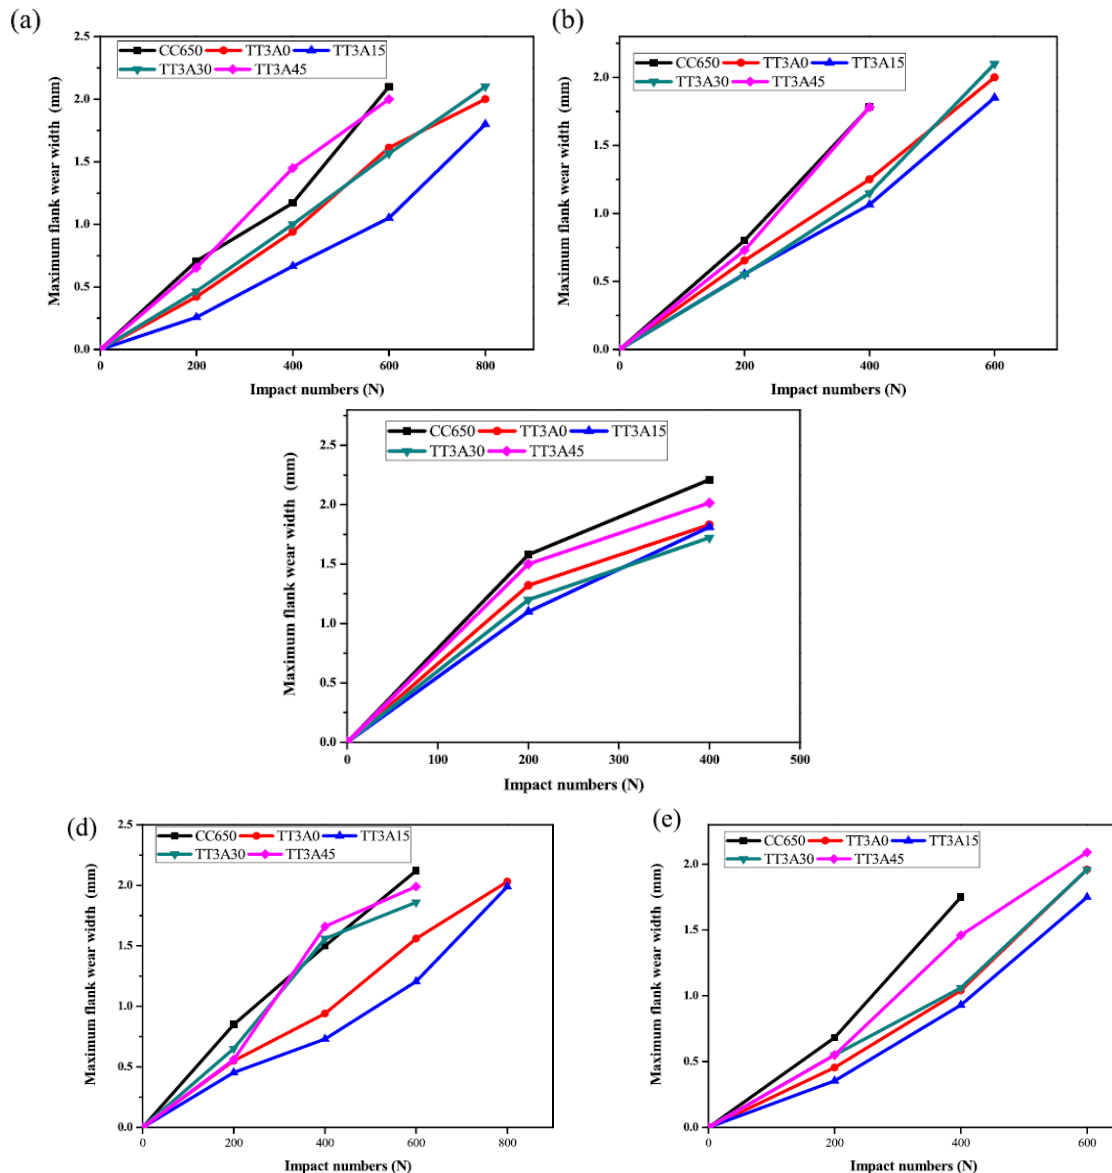 (a)
2.5
2.0
1.5
1.0
0.5
0.0
CC650 TT3A0 TT3A15
TT3A30 TT3A45
Maximum flank wear width (mm)
0 200 400 600 800
Impact numbers (N)
(b)
2.0
1.5
1.0
0.5
0.0
CC650 TT3A0 TT3A15
TT3A30 TT3A45
Maximum flank wear width (mm)
0 200 400 600
Impact numbers (N)
2.5
2.0
1.5
1.0
0.5
0.0
CC650 TT3A0 TT3A15
TT3A30 TT3A45
Maximum flank wear width (mm)
0 100 200 300 400 500
Impact numbers (N)
(d)
2.5
2.0
1.5
1.0
0.5
0.0
CC650 TT3A0 TT3A15
TT3A30 TT3A45
Maximum flank wear width (mm)
0 200 400 600 800
Impact numbers (N)
(e)
2.0
1.5
1.0
0.5
0.0
CC650 TT3A0 TT3A15
TT3A30 TT3A45
Maximum flank wear width (mm)
0 200 400 600
Impact numbers (N)